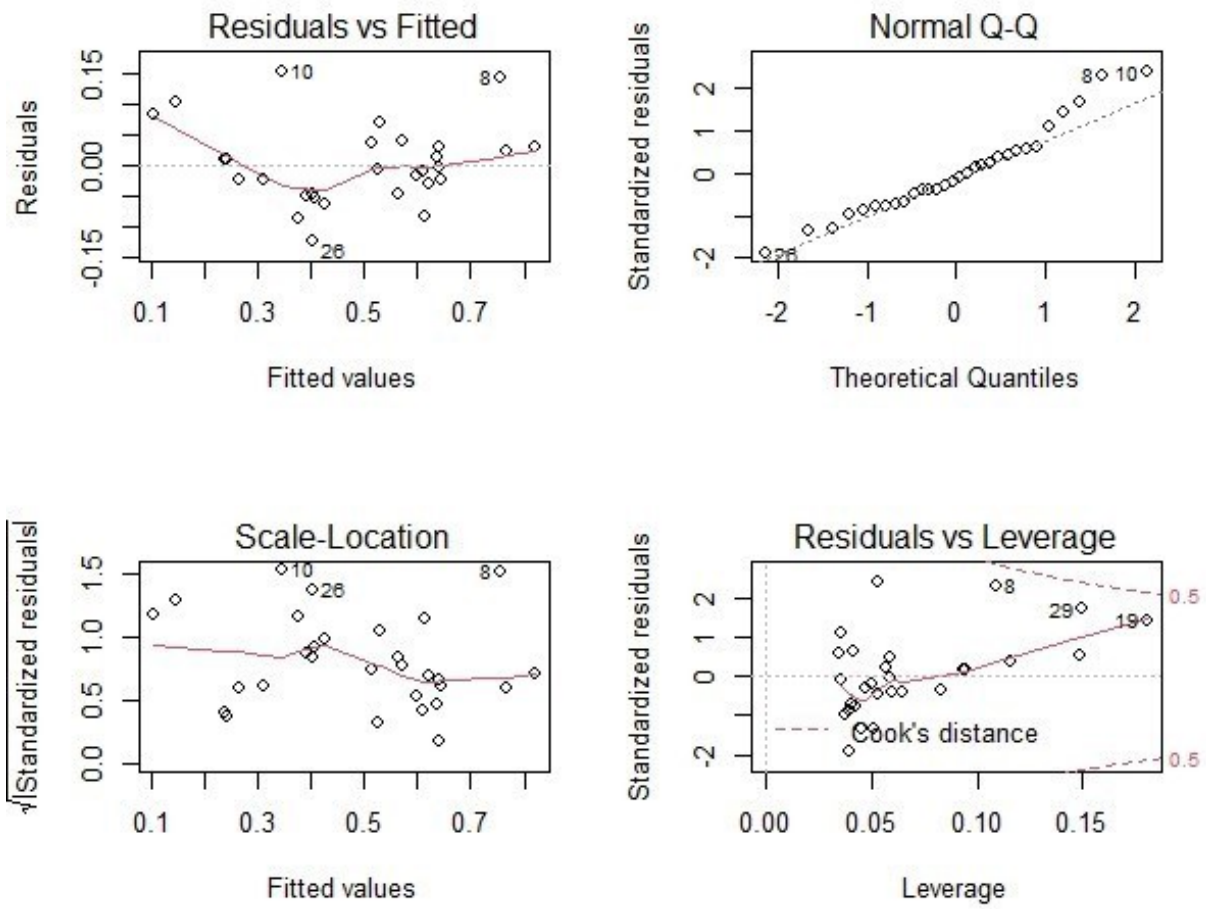 Residuals vs Fitted
Residuals
0.15
0.00
-0.15
10
8
26
0.1 0.3 0.5 0.7
Fitted values
Normal Q-Q
Standardized residuals
2
1
0
-2
8 10
26
-2 -1 0 1 2
Theoretical Quantiles
Scale-Location
√|Standardized residuals|
1.5
1.0
0.5
0.0
10
26
8
0.1 0.3 0.5 0.7
Fitted values
Residuals vs Leverage
Standardized residuals
2
1
0
-2
8
29
19
0.5
Cook's distance
0.5
0.00 0.05 0.10 0.15
Leverage